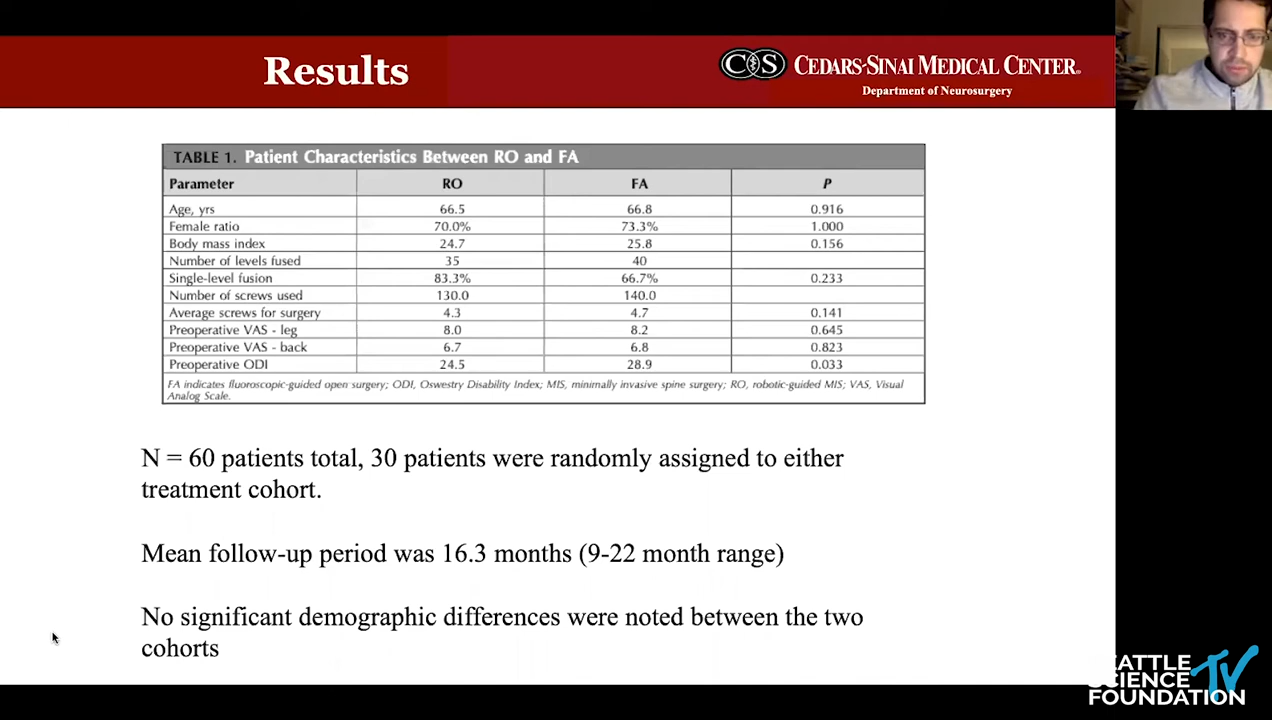 Results
CS
CEDARS-SINAI MEDICAL CENTER®
Department of Neurosurgery
TABLE 1. Patient Characteristics Between RO and FA
Parameter RO FA P
Age, yrs 66.5 66.8 0.916
Female ratio 70.0% 73.3% 1.000
Body mass index 24.7 25.8 0.156
Number of levels fused 35 40
Single-level fusion 83.3% 66.7% 0.233
Number of screws used 130.0 140.0
Average screws for surgery 4.3 4.7 0.141
Preoperative VAS - leg 8.0 8.2 0.645
Preoperative VAS - back 6.7 6.8 0.823
Preoperative ODI 24.5 28.9 0.033
FA indicates fluoroscopic-guided open surgery; ODI, Oswestry Disability Index; MIS, minimally invasive spine surgery; RO, robotic-guided MIS; VAS, Visual
Analog Scale.
N = 60 patients total, 30 patients were randomly assigned to either
treatment cohort.
Mean follow-up period was 16.3 months (9-22 month range)
No significant demographic differences were noted between the two
cohorts
SEATTLE
SCIENCE TV
FOUNDATION